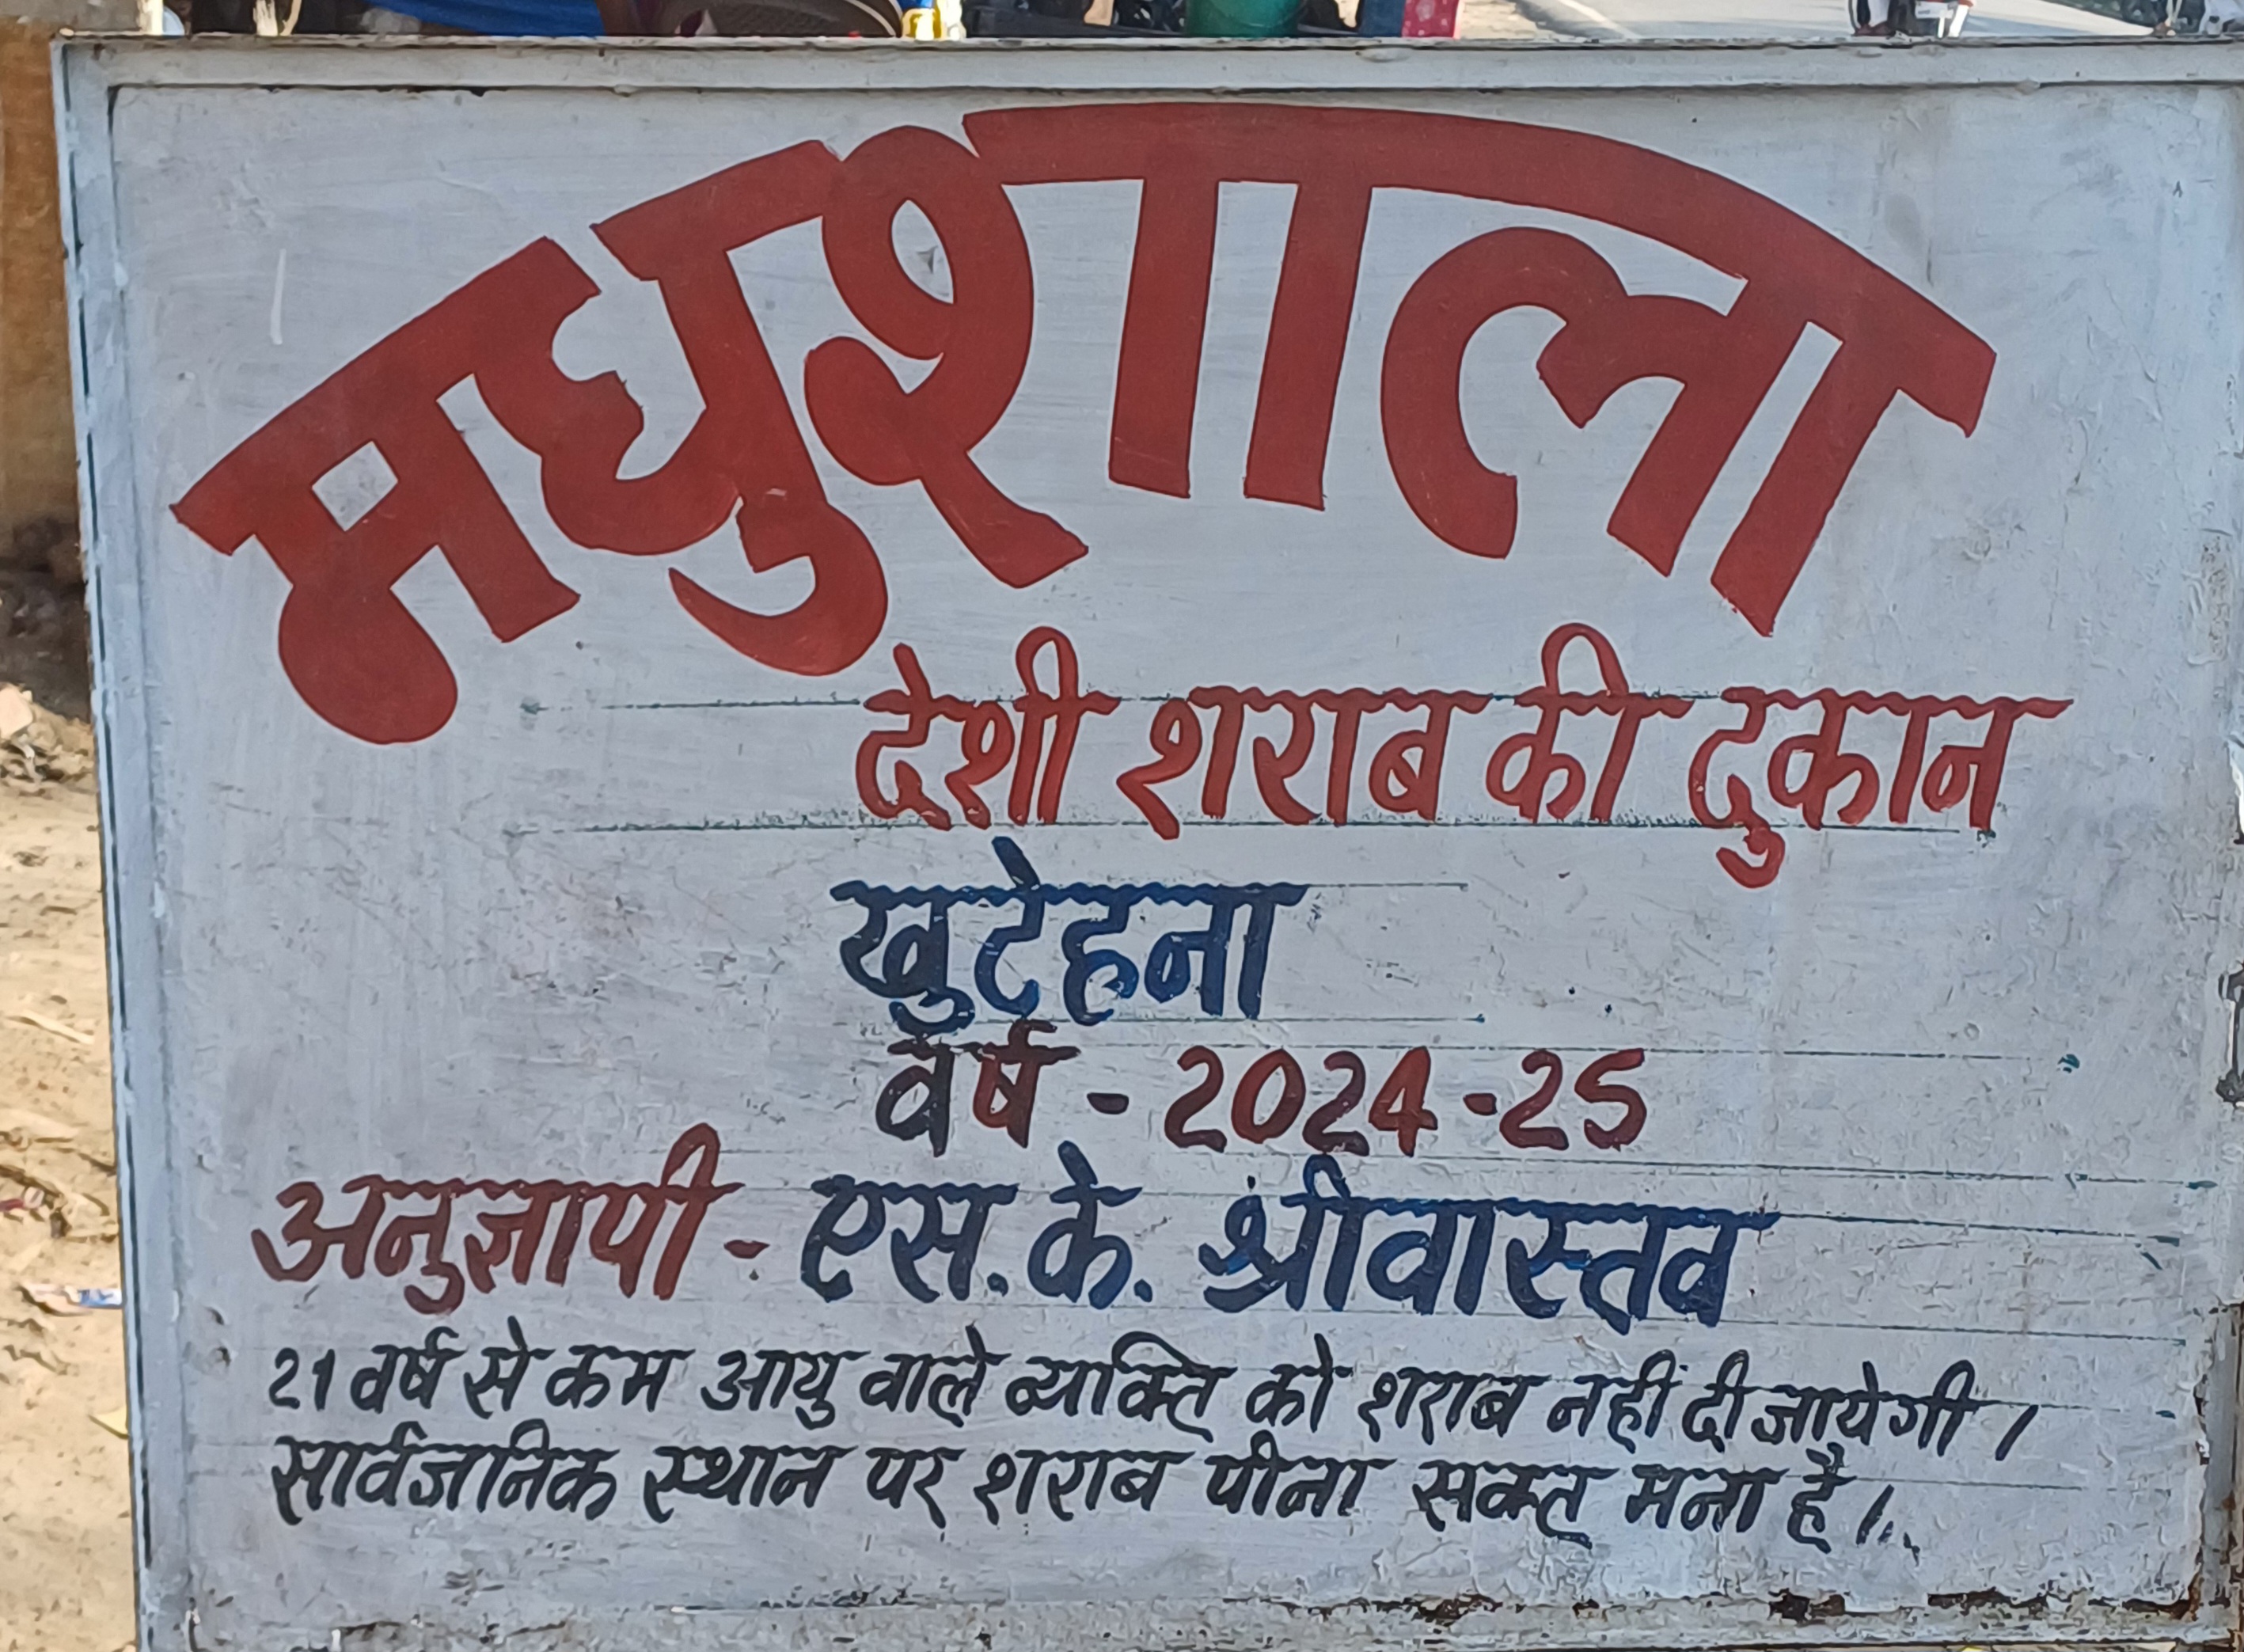 मधुशाला
देशी शराब की दुकान
खुटेहना
वर्ष - 2024-25
अनुज्ञापी - एस. के. श्रीवास्तव
21 वर्ष से कम आयु वाले व्यक्ति को शराब नहीं दी जायेगी ।
सार्वजनिक स्थान पर शराब पीना सक्त मना है ।